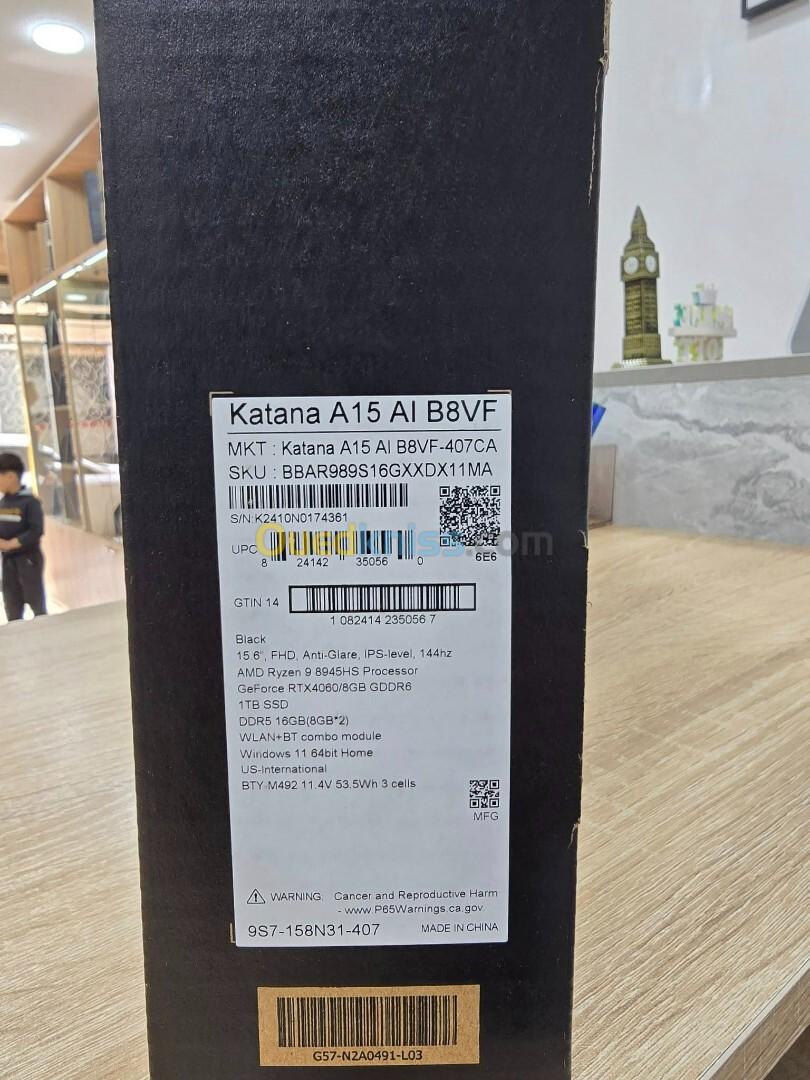 Katana A15 AI B8VF
MKT : Katana A15 AI B8VF-407CA
SKU : BBAR989S16GXXDX11MA
S/N:K2410N0174361
Ouedkniss.com
UPC
8 24142 35056 0
6E6
GTIN 14
1 082414 235056 7
Black
15.6", FHD, Anti-Glare, IPS-level, 144hz
AMD Ryzen 9 8945HS Processor
GeForce RTX4060/8GB GDDR6
1TB SSD
DDR5 16GB(8GB*2)
WLAN+BT combo module
Windows 11 64bit Home
US-International
BTY-M492 11.4V 53.5Wh 3 cells
MFG
WARNING: Cancer and Reproductive Harm
- www.P65Warnings.ca.gov.
9S7-158N31-407
MADE IN CHINA
G57-N2A0491-L03